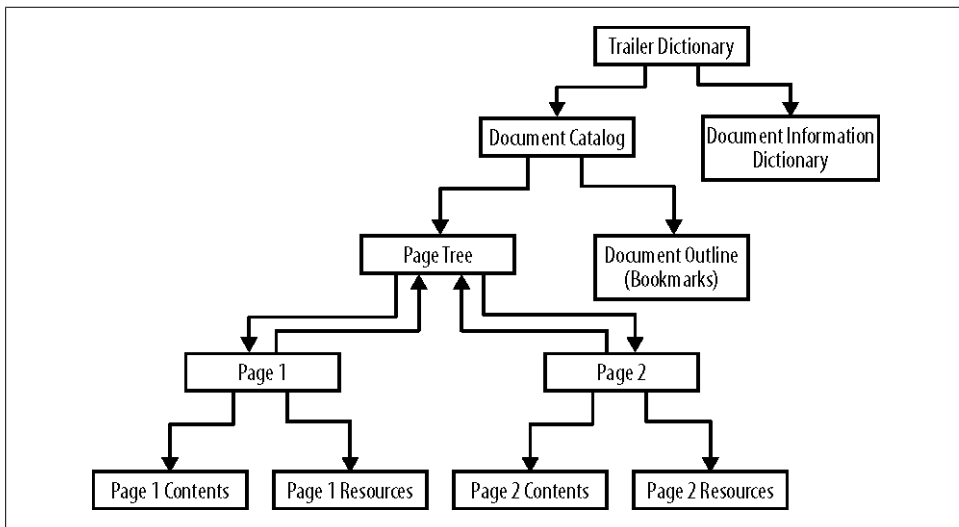 Trailer Dictionary
Document Catalog
Document Information
Dictionary
Page Tree
Document Outline
(Bookmarks)
Page 1
Page 2
Page 1 Contents
Page 1 Resources
Page 2 Contents
Page 2 Resources